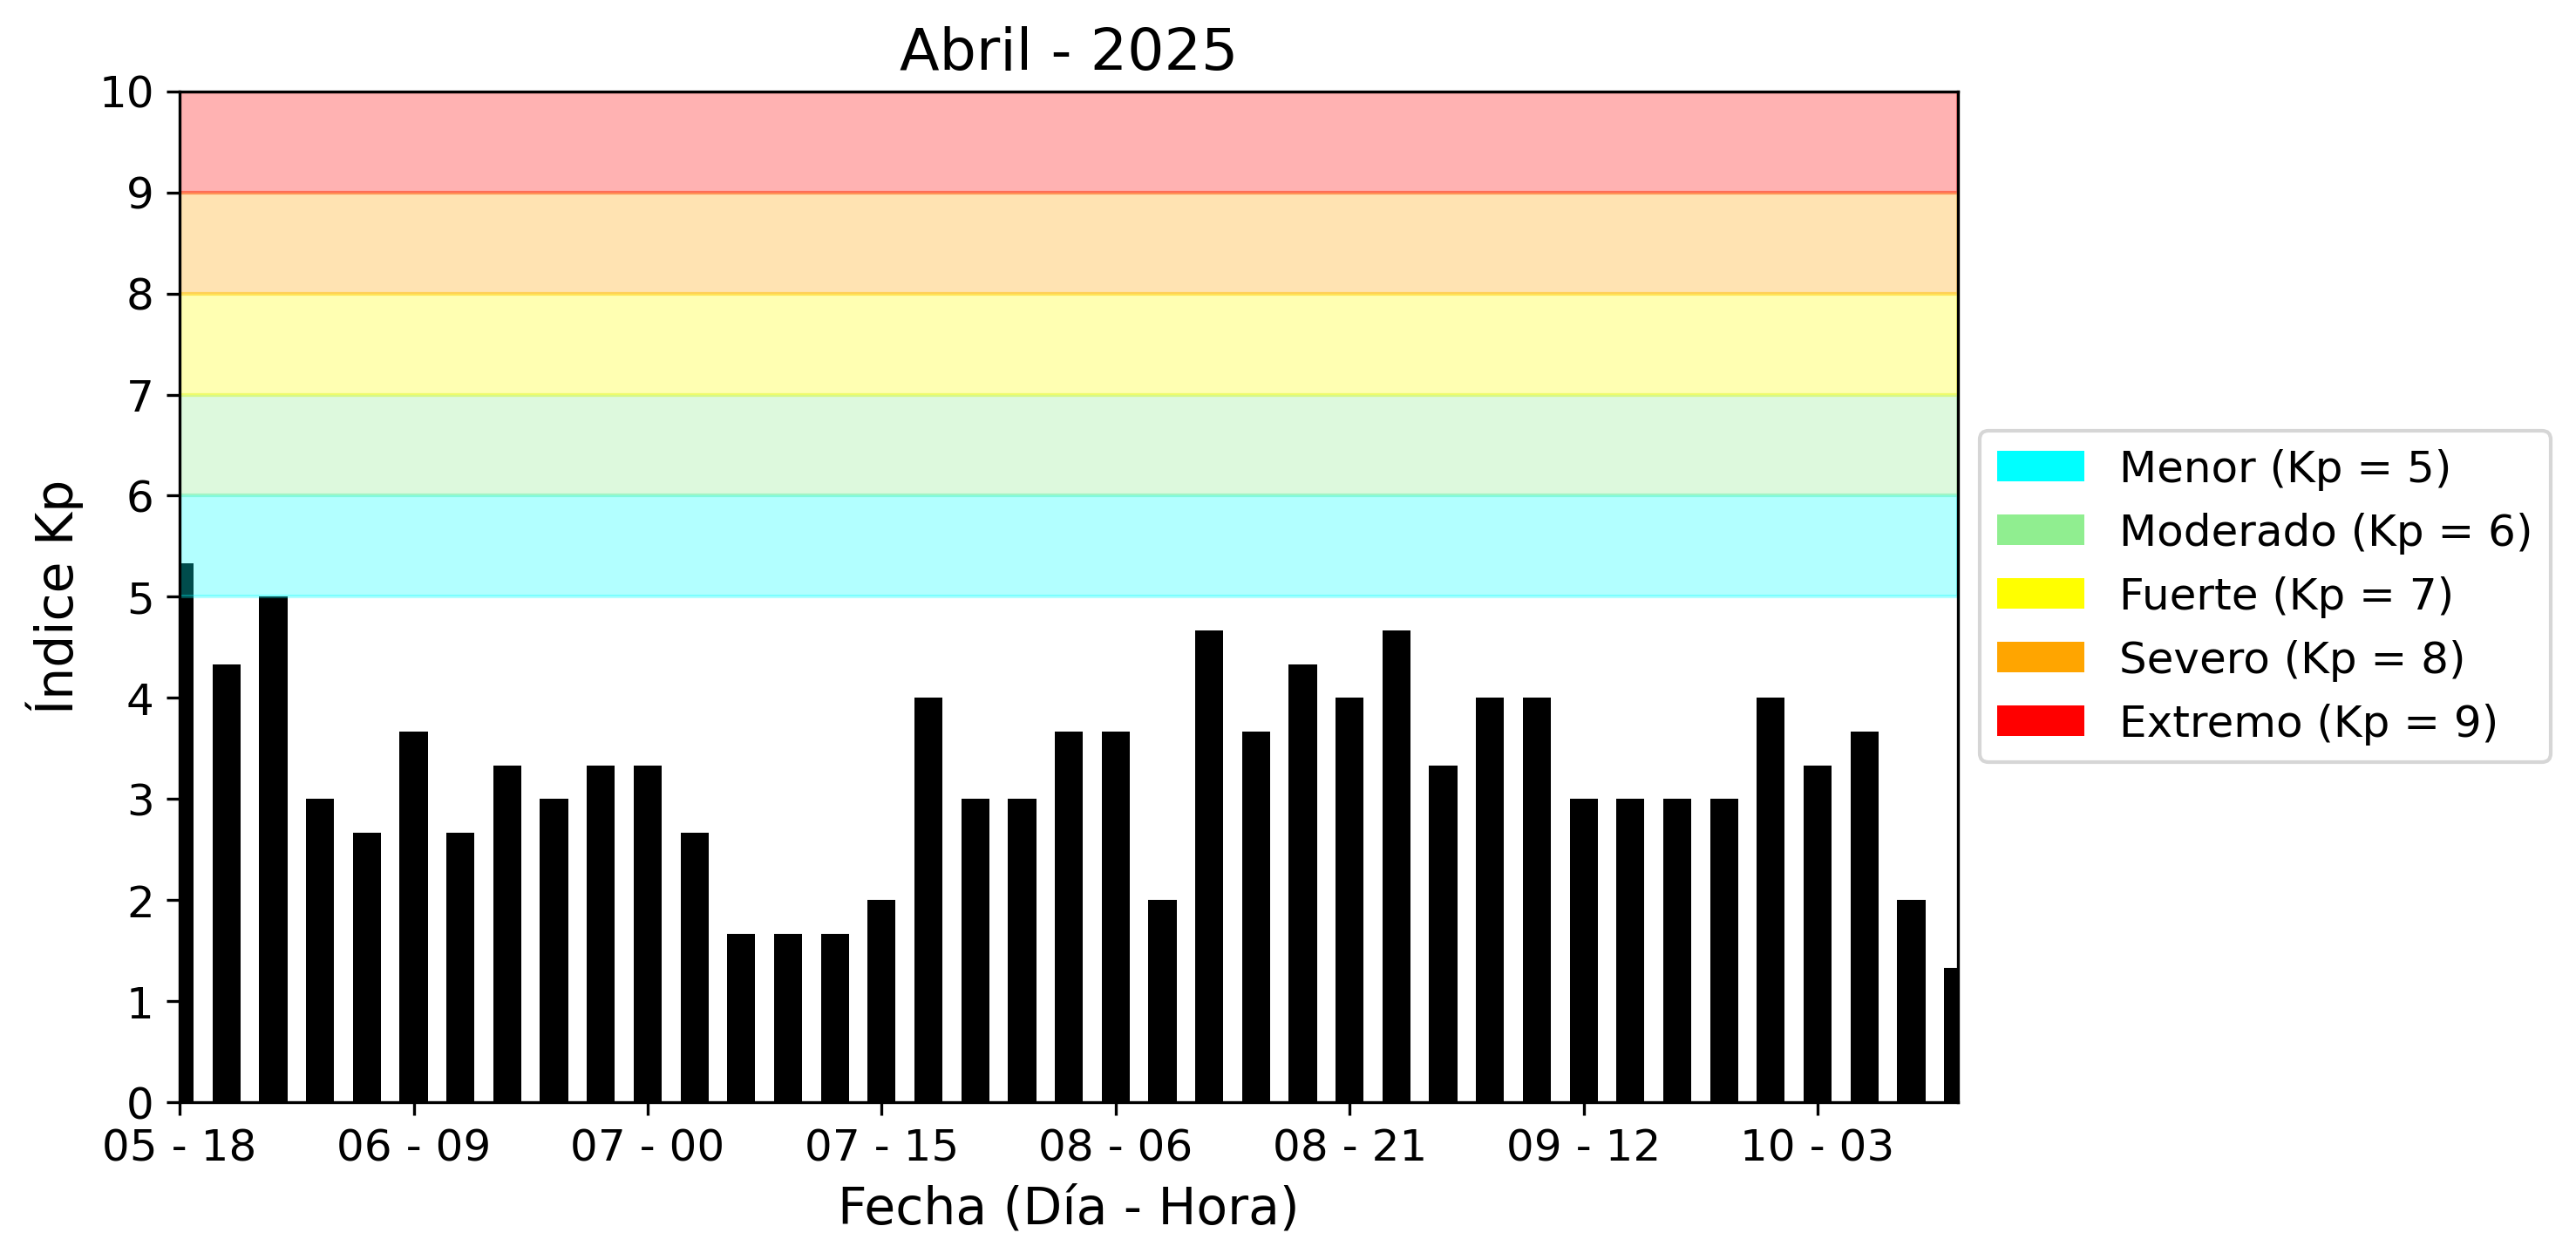 Abril - 2025
10
9
8
7
6
5
4
3
2
1
0
Índice Kp
05 - 18 06 - 09 07 - 00 07 - 15 08 - 06 08 - 21 09 - 12 10 - 03
Fecha (Día - Hora)
Menor (Kp = 5)
Moderado (Kp = 6)
Fuerte (Kp = 7)
Severo (Kp = 8)
Extremo (Kp = 9)